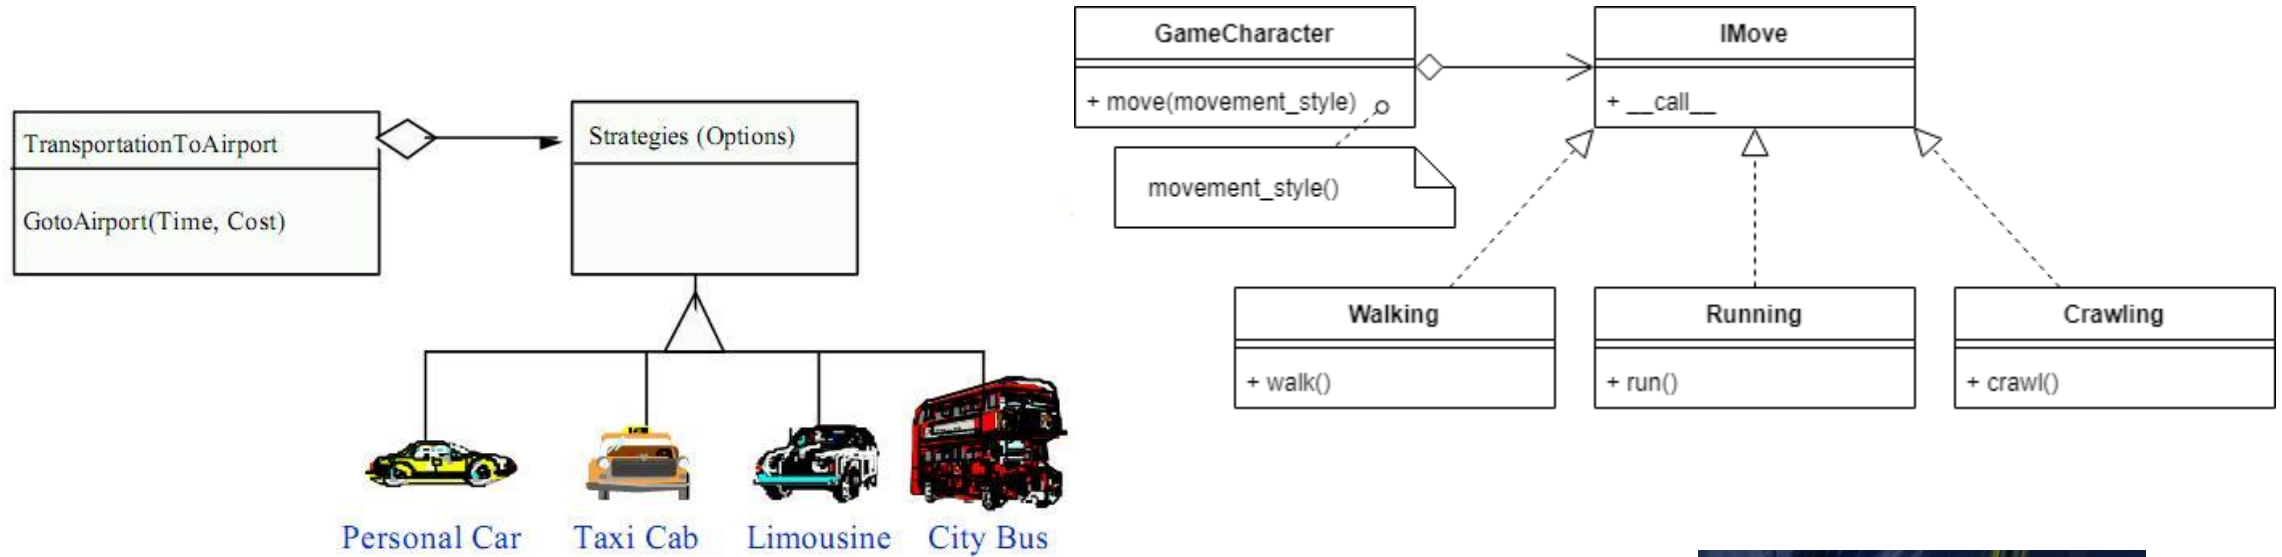 TransportationToAirport
GotoAirport(Time, Cost)
Strategies (Options)
Personal Car
Taxi Cab
Limousine
City Bus
GameCharacter
+ move(movement_style)
movement_style()
IMove
+ __call__
Walking
+ walk()
Running
+ run()
Crawling
+ crawl()